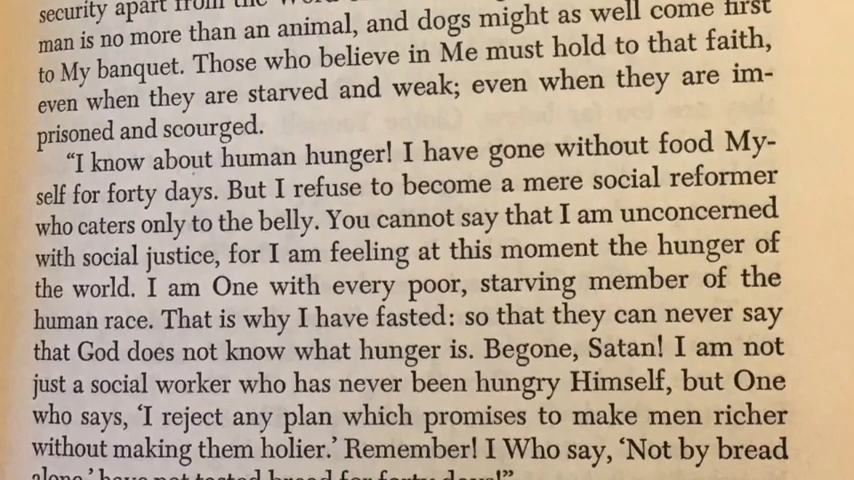 security apart from the Word
man is no more than an animal, and dogs might as well come first
to My banquet. Those who believe in Me must hold to that faith,
even when they are starved and weak; even when they are im-
prisoned and scourged.
“I know about human hunger! I have gone without food My-
self for forty days. But I refuse to become a mere social reformer
who caters only to the belly. You cannot say that I am unconcerned
with social justice, for I am feeling at this moment the hunger of
the world. I am One with every poor, starving member of the
human race. That is why I have fasted: so that they can never say
that God does not know what hunger is. Begone, Satan! I am not
just a social worker who has never been hungry Himself, but One
who says, ‘I reject any plan which promises to make men richer
without making them holier.’ Remember! I Who say, ‘Not by bread
alone,’ have not tasted bread for forty days!”